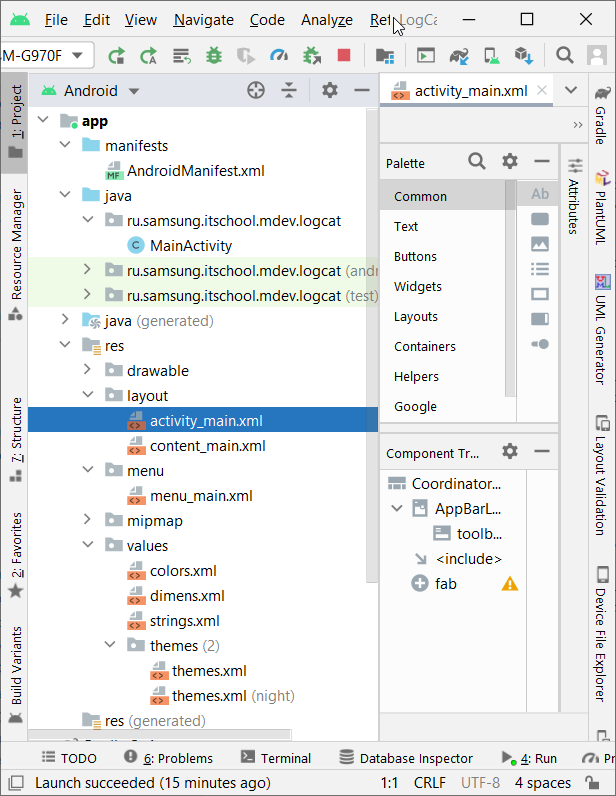 File Edit View Navigate Code Analyze Ref LogCa
M-G970F
1: Project
Resource Manager
7: Structure
2: Favorites
Build Variants
Android
app
manifests
AndroidManifest.xml
java
ru.samsung.itschool.mdev.logcat
MainActivity
ru.samsung.itschool.mdev.logcat (andr
ru.samsung.itschool.mdev.logcat (test)
java (generated)
res
drawable
layout
activity_main.xml
content_main.xml
menu
menu_main.xml
mipmap
values
colors.xml
dimens.xml
strings.xml
themes (2)
themes.xml
themes.xml (night)
res (generated)
activity_main.xml
Palette
Common
Text
Buttons
Widgets
Layouts
Containers
Helpers
Google
Ab
Attributes
Component Tr...
Coordinator...
AppBarL...
toolb...
<include>
fab
Gradle
PlantUML
UML Generator
Layout Validation
Device File Explorer
TODO 6: Problems Terminal Database Inspector 4: Run Pr
Launch succeeded (15 minutes ago) 1:1 CRLF UTF-8 4 spaces